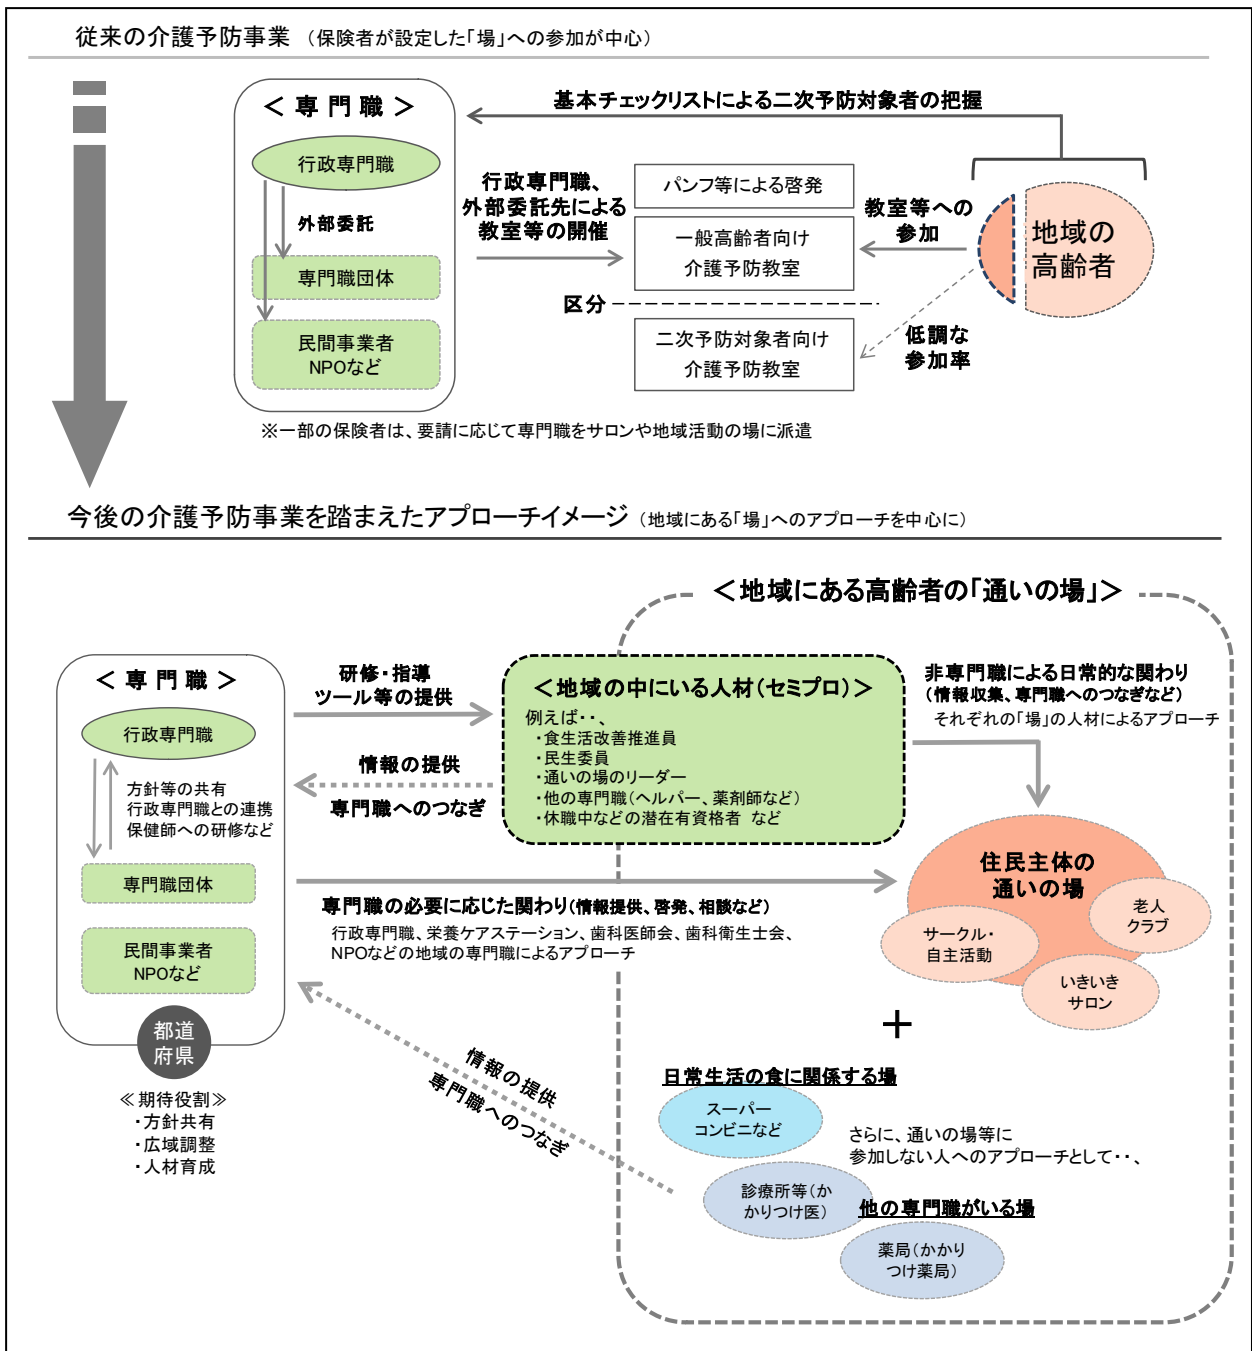 従来の介護予防事業 (保険者が設定した「場」への参加が中心)
＜ 専 門 職 ＞
行政専門職
外部委託
専門職団体
民間事業者
NPOなど
基本チェックリストによる二次予防対象者の把握
行政専門職、
外部委託先による
教室等の開催
パンフ等による啓発
一般高齢者向け
介護予防教室
区分
二次予防対象者向け
介護予防教室
教室等への
参加
低調な
参加率
地域の
高齢者
※一部の保険者は、要請に応じて専門職をサロンや地域活動の場に派遣
今後の介護予防事業を踏まえたアプローチイメージ (地域にある「場」へのアプローチを中心に)
＜地域にある高齢者の「通いの場」＞
＜ 専 門 職 ＞
行政専門職
方針等の共有
行政専門職との連携
保健師への研修など
専門職団体
民間事業者
NPOなど
都道
府県
≪期待役割≫
・方針共有
・広域調整
・人材育成
研修・指導
ツール等の提供
情報の提供
専門職へのつなぎ
＜地域の中にいる人材(セミプロ)＞
例えば・・、
・食生活改善推進員
・民生委員
・通いの場のリーダー
・他の専門職(ヘルパー、薬剤師など)
・休職中などの潜在有資格者 など
非専門職による日常的な関わり
(情報収集、専門職へのつなぎなど)
それぞれの「場」の人材によるアプローチ
専門職の必要に応じた関わり(情報提供、啓発、相談など)
行政専門職、栄養ケアステーション、歯科医師会、歯科衛生士会、
NPOなどの地域の専門職によるアプローチ
住民主体の
通いの場
老人
クラブ
サークル・
自主活動
いきいき
サロン
＋
情報の提供
専門職へのつなぎ
日常生活の食に関係する場
スーパー
コンビニなど
さらに、通いの場等に
参加しない人へのアプローチとして・・、
診療所等(か
かりつけ医)
他の専門職がいる場
薬局(かかり
つけ薬局)